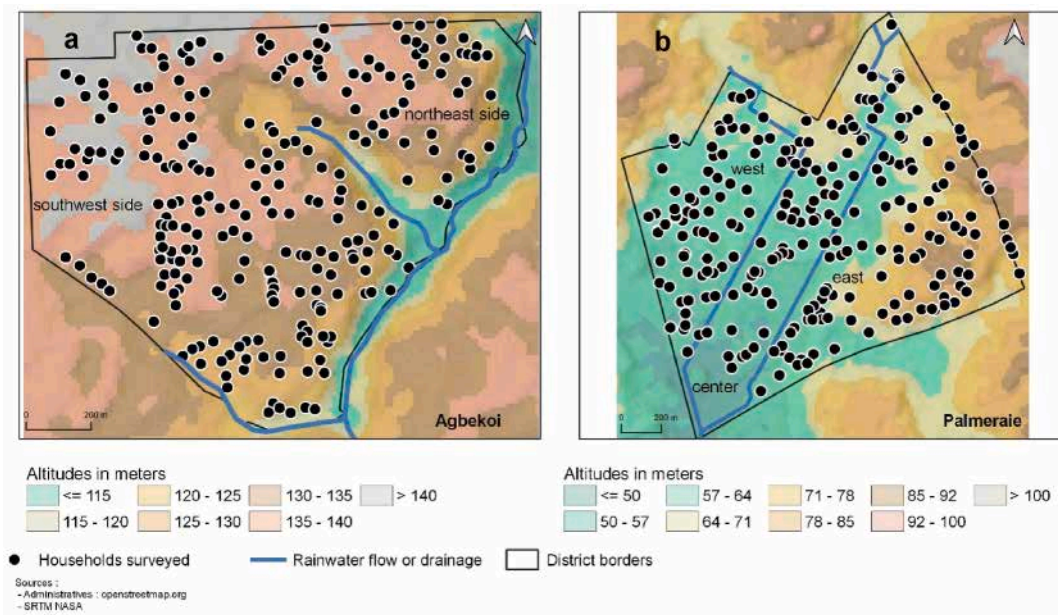 a
northeast side
southwest side
0
200 m
Agbekoi
b
west
east
center
0
200 m
Palmeraie
Altitudes in meters
<= 115
120 - 125
130 - 135
> 140
115 - 120
125 - 130
135 - 140
Altitudes in meters
<= 50
57 - 64
71 - 78
85 - 92
> 100
50 - 57
64 - 71
78 - 85
92 - 100
Households surveyed
Rainwater flow or drainage
District borders
Sources :
- Administratives : openstreetmap.org
- SRTM NASA